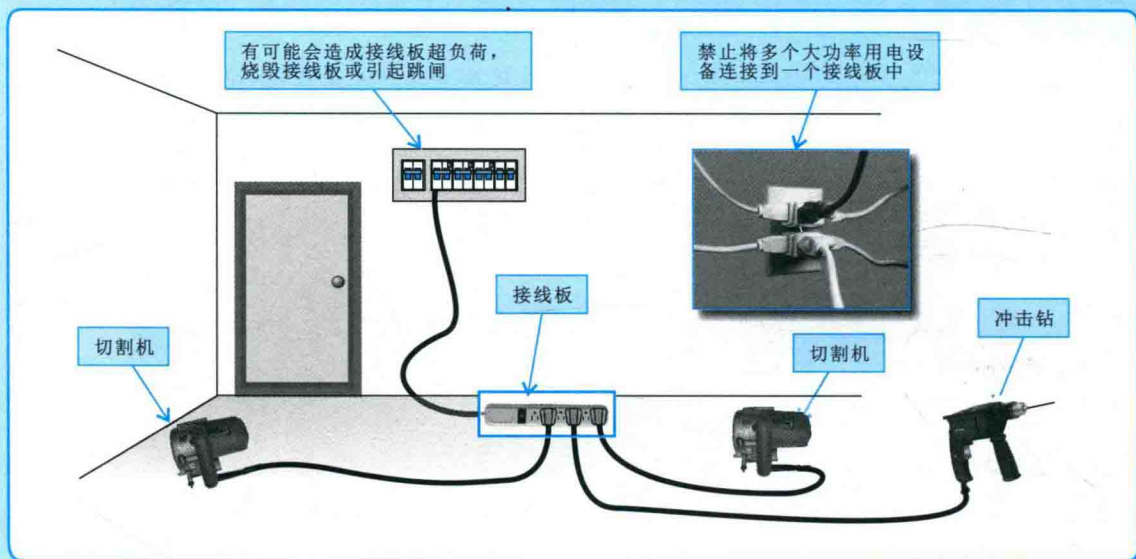 有可能会造成接线板超负荷，
烧毁接线板或引起跳闸
禁止将多个大功率用电设
备连接到一个接线板中
接线板
切割机
切割机
冲击钻